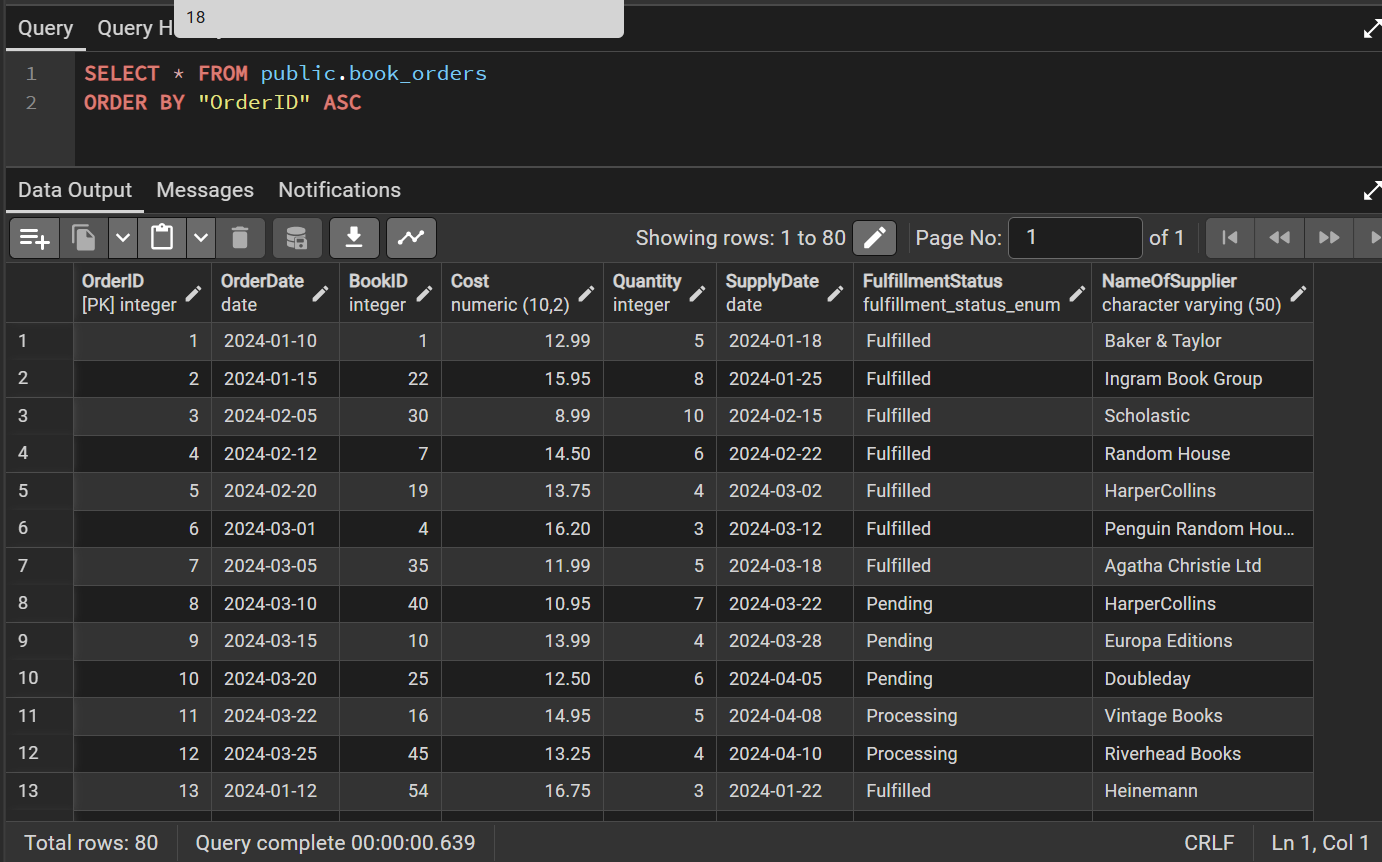 18
Query Query H
1 SELECT * FROM public.book_orders
2 ORDER BY "OrderID" ASC
Data Output Messages Notifications
Showing rows: 1 to 80 Page No: 1 of 1
OrderID OrderDate BookID Cost Quantity SupplyDate FulfillmentStatus NameOfSupplier
[PK] integer date integer numeric (10,2) integer date fulfillment_status_enum character varying (50)
1 1 2024-01-10 1 12.99 5 2024-01-18 Fulfilled Baker & Taylor
2 2 2024-01-15 22 15.95 8 2024-01-25 Fulfilled Ingram Book Group
3 3 2024-02-05 30 8.99 10 2024-02-15 Fulfilled Scholastic
4 4 2024-02-12 7 14.50 6 2024-02-22 Fulfilled Random House
5 5 2024-02-20 19 13.75 4 2024-03-02 Fulfilled HarperCollins
6 6 2024-03-01 4 16.20 3 2024-03-12 Fulfilled Penguin Random Hou...
7 7 2024-03-05 35 11.99 5 2024-03-18 Fulfilled Agatha Christie Ltd
8 8 2024-03-10 40 10.95 7 2024-03-22 Pending HarperCollins
9 9 2024-03-15 10 13.99 4 2024-03-28 Pending Europa Editions
10 10 2024-03-20 25 12.50 6 2024-04-05 Pending Doubleday
11 11 2024-03-22 16 14.95 5 2024-04-08 Processing Vintage Books
12 12 2024-03-25 45 13.25 4 2024-04-10 Processing Riverhead Books
13 13 2024-01-12 54 16.75 3 2024-01-22 Fulfilled Heinemann
Total rows: 80 Query complete 00:00:00.639 CRLF Ln 1, Col 1